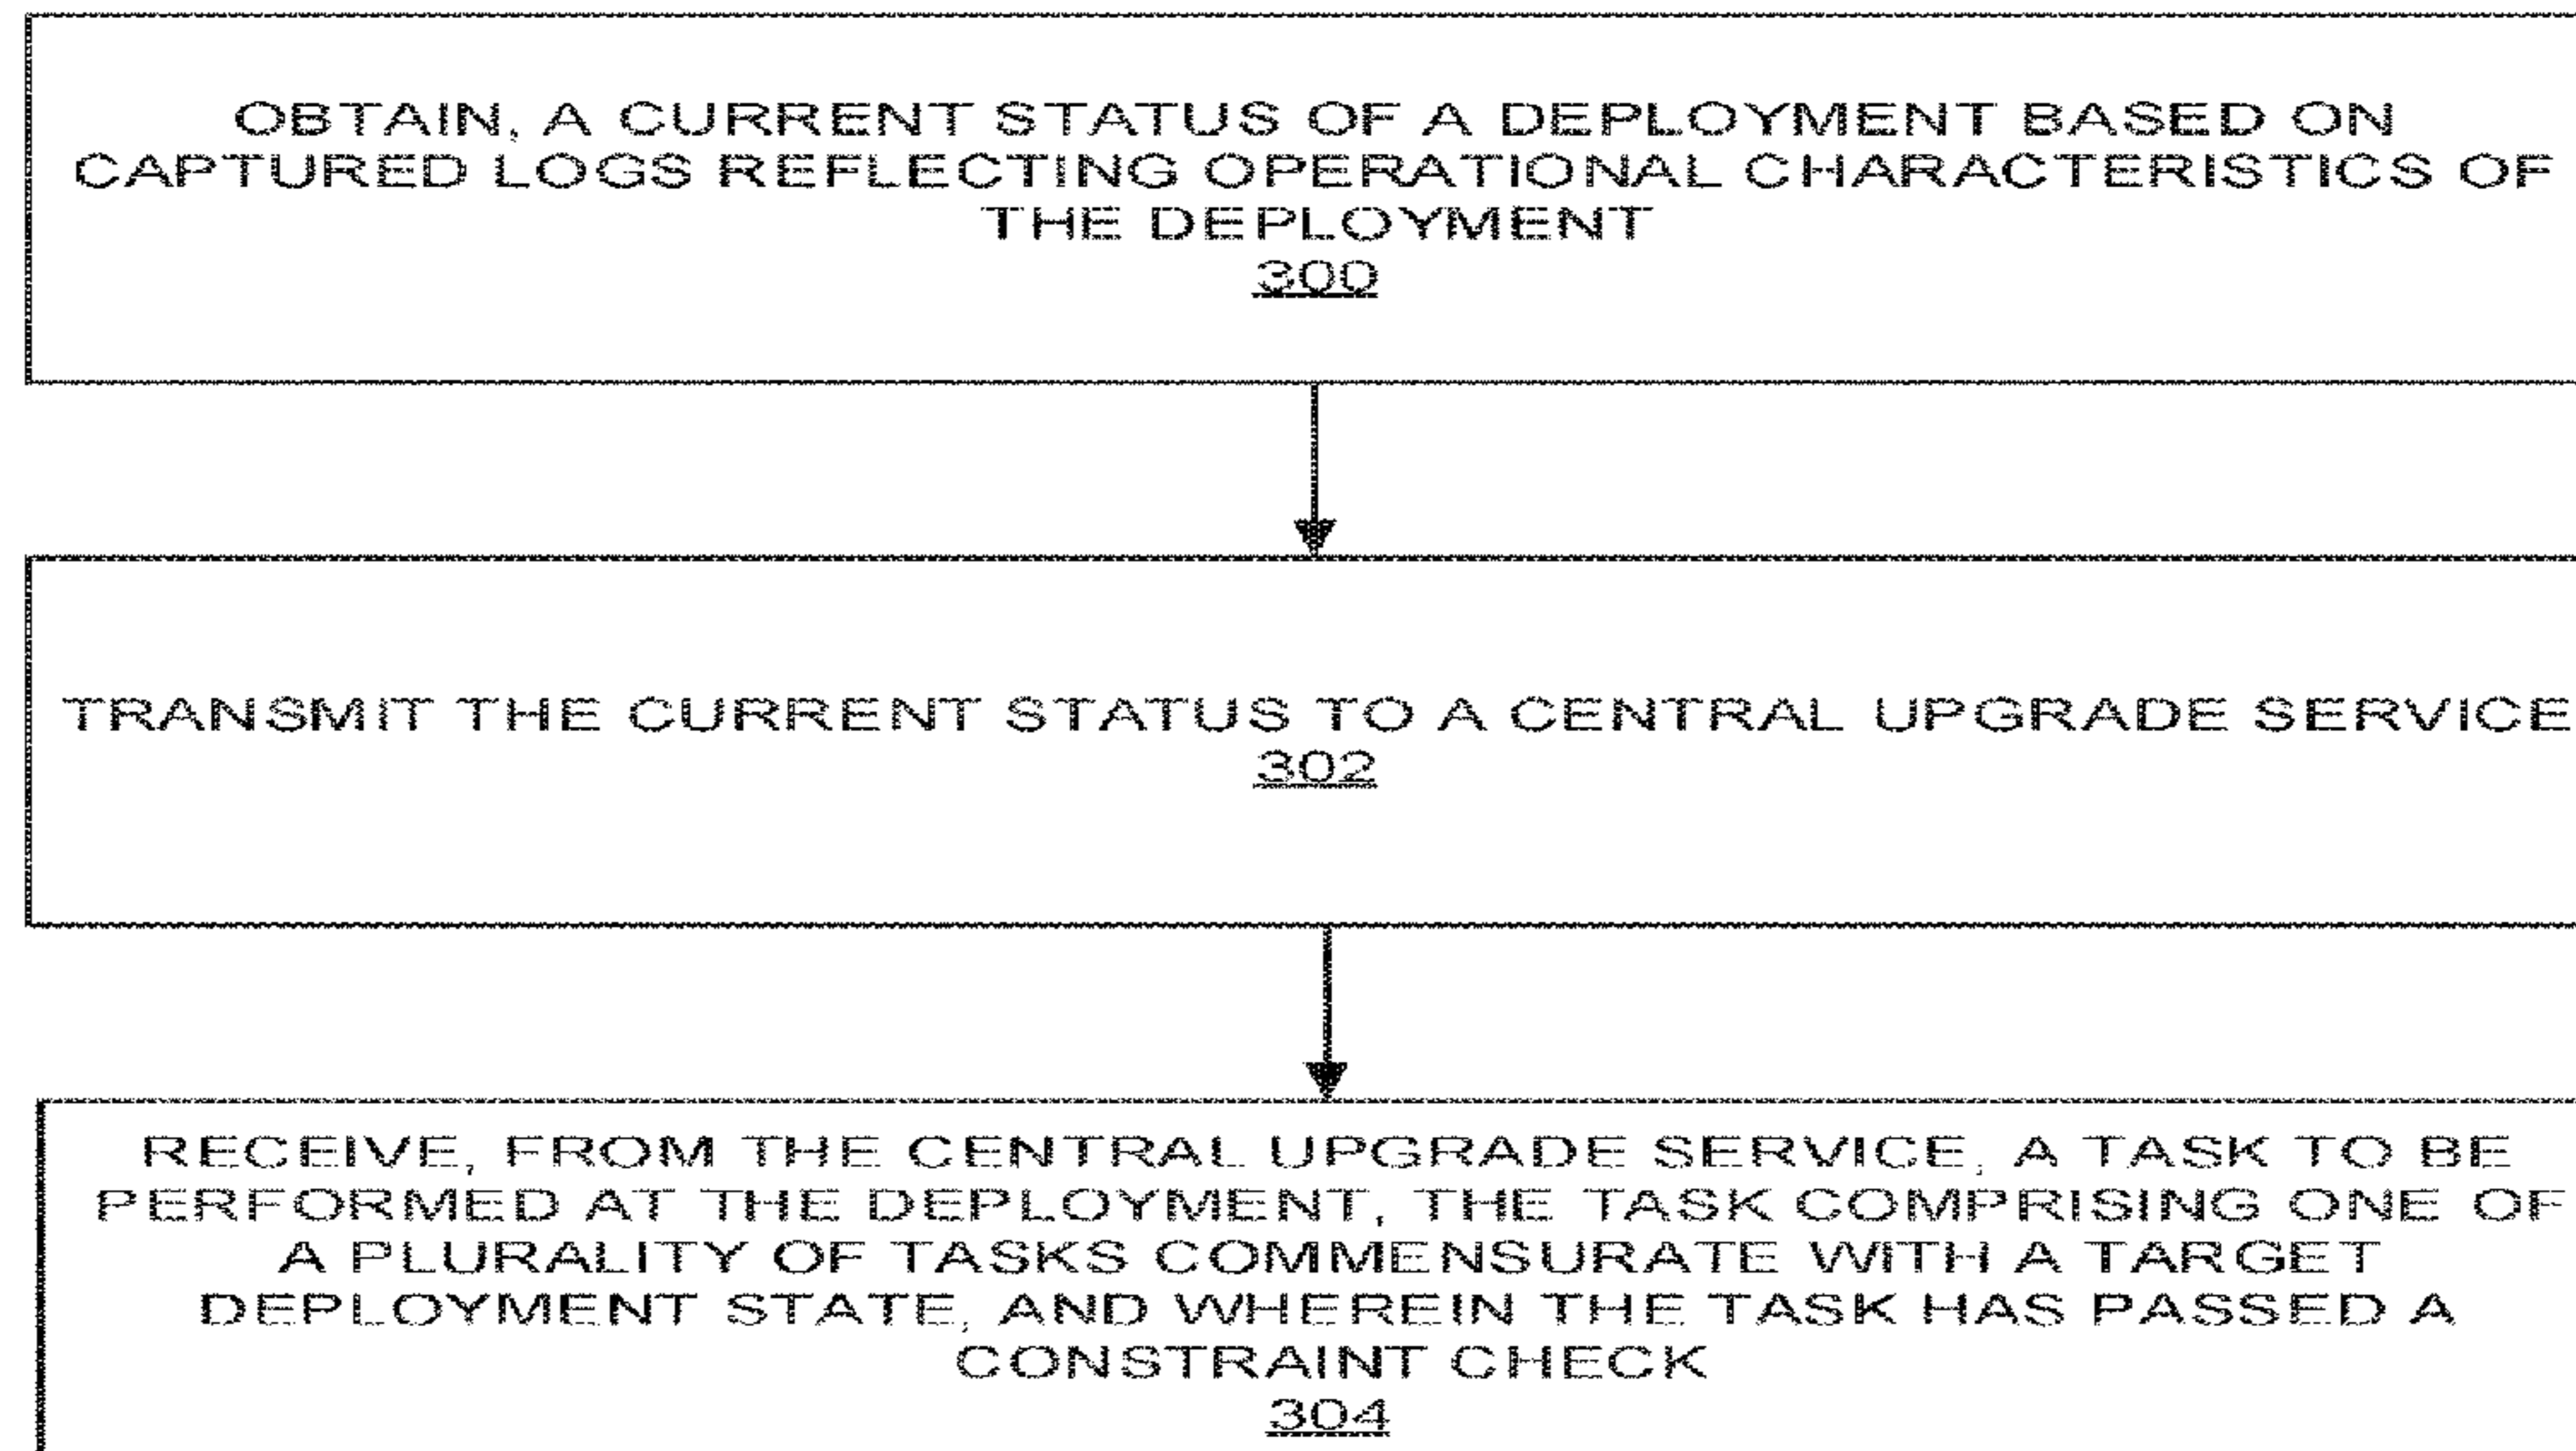 OBTAIN, A CURRENT STATUS OF A DEPLOYMENT BASED ON
CAPTURED LOGS REFLECTING OPERATIONAL CHARACTERISTICS OF
THE DEPLOYMENT
300
TRANSMIT THE CURRENT STATUS TO A CENTRAL UPGRADE SERVICE
302
RECEIVE, FROM THE CENTRAL UPGRADE SERVICE, A TASK TO BE
PERFORMED AT THE DEPLOYMENT, THE TASK COMPRISING ONE OF
A PLURALITY OF TASKS COMMENSURATE WITH A TARGET
DEPLOYMENT STATE, AND WHEREIN THE TASK HAS PASSED A
CONSTRAINT CHECK
304